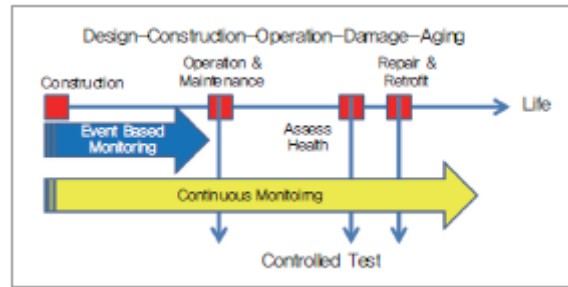 Design-Construction-Operation-Damage-Aging
Operation &
Maintenance
Repair &
Retrofit
Construction
Life
Event Based
Monitoring
Assess
Health
Continuous Monitoimg
Controlled Test